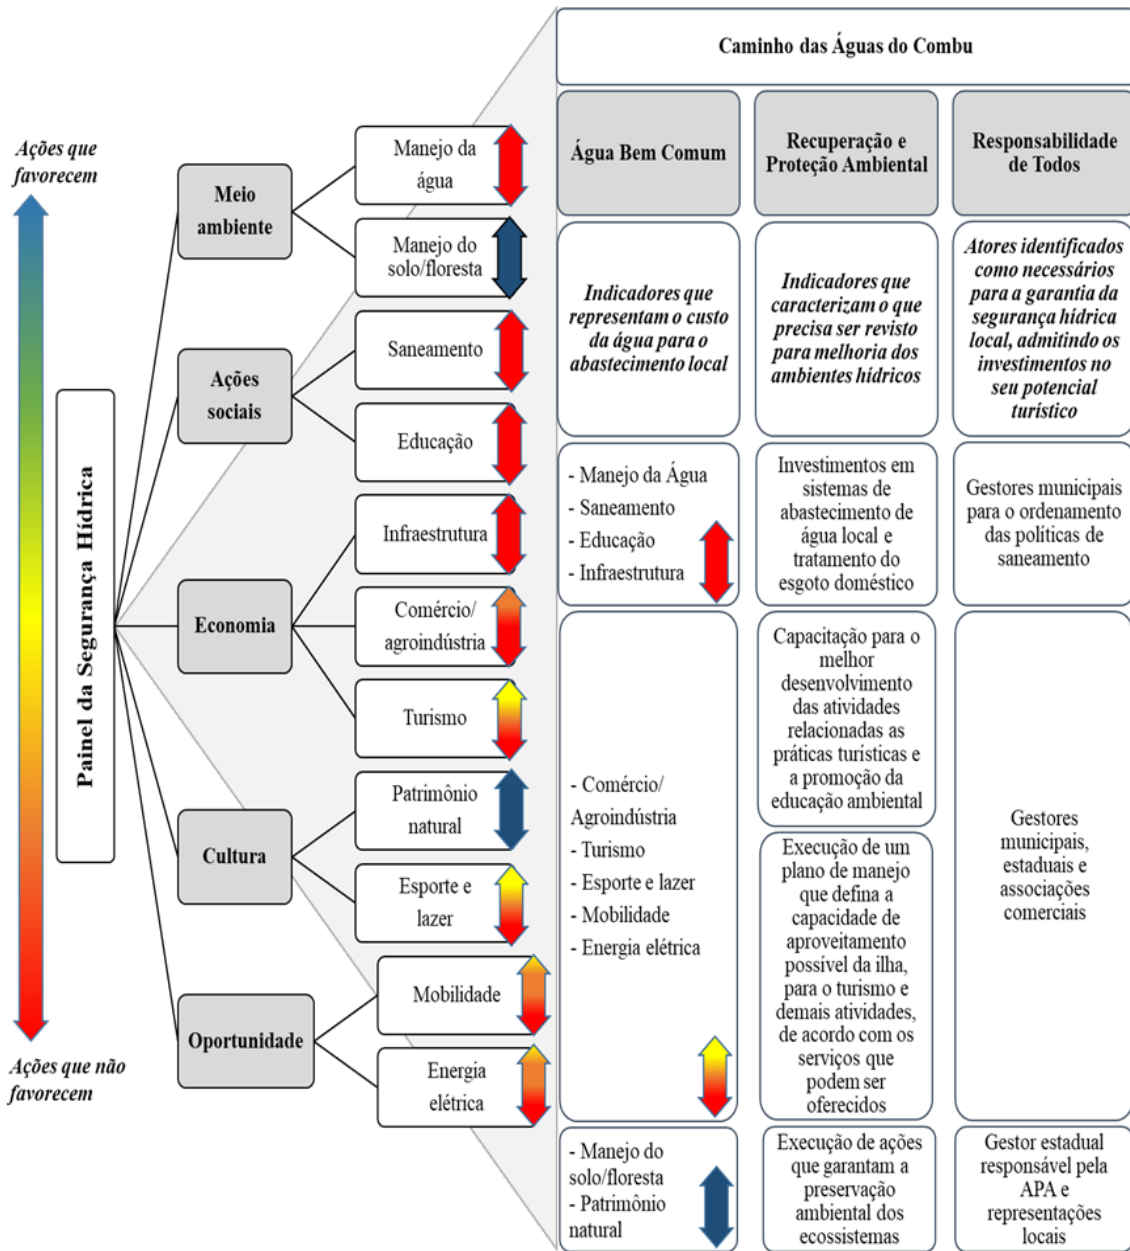 Ações que
favorecem
Ações que não
favorecem
Painel da Segurança Hídrica
Meio
ambiente
Ações
sociais
Economia
Cultura
Oportunidade
Manejo da
água
Manejo do
solo/floresta
Saneamento
Educação
Infraestrutura
Comércio/
agroindústria
Turismo
Patrimônio
natural
Esporte e
lazer
Mobilidade
Energia
elétrica
Caminho das Águas do Combu
Água Bem Comum
Recuperação e
Proteção Ambiental
Responsabilidade
de Todos
Indicadores que
representam o custo
da água para o
abastecimento local
Indicadores que
caracterizam o que
precisa ser revisto
para melhoria dos
ambientes hídricos
Atores identificados
como necessários
para a garantia da
segurança hídrica
local, admitindo os
investimentos no
seu potencial
turístico
- Manejo da Água
- Saneamento
- Educação
- Infraestrutura
Investimentos em
sistemas de
abastecimento de
água local e
tratamento do
esgoto doméstico
Gestores municipais
para o ordenamento
das políticas de
saneamento
- Comércio/
Agroindústria
- Turismo
- Esporte e lazer
- Mobilidade
- Energia elétrica
Capacitação para o
melhor
desenvolvimento
das atividades
relacionadas as
práticas turísticas e
a promoção da
educação ambiental
Execução de um
plano de manejo
que defina a
capacidade de
aproveitamento
possível da ilha,
para o turismo e
demais atividades,
de acordo com os
serviços que
podem ser
oferecidos
Gestores
municipais,
estaduais e
associações
comerciais
- Manejo do
solo/floresta
- Patrimônio
natural
Execução de ações
que garantam a
preservação
ambiental dos
ecossistemas
Gestor estadual
responsável pela
APA e
representações
locais